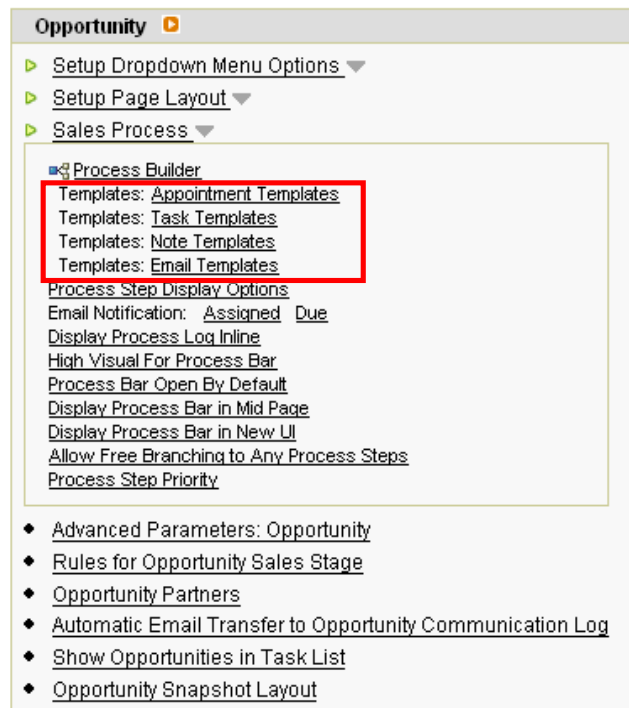 Opportunity
Setup Dropdown Menu Options
Setup Page Layout
Sales Process
Process Builder
Templates: Appointment Templates
Templates: Task Templates
Templates: Note Templates
Templates: Email Templates
Process Step Display Options
Email Notification: Assigned Due
Display Process Log Inline
High Visual For Process Bar
Process Bar Open By Default
Display Process Bar in Mid Page
Display Process Bar in New UI
Allow Free Branching to Any Process Steps
Process Step Priority
Advanced Parameters: Opportunity
Rules for Opportunity Sales Stage
Opportunity Partners
Automatic Email Transfer to Opportunity Communication Log
Show Opportunities in Task List
Opportunity Snapshot Layout